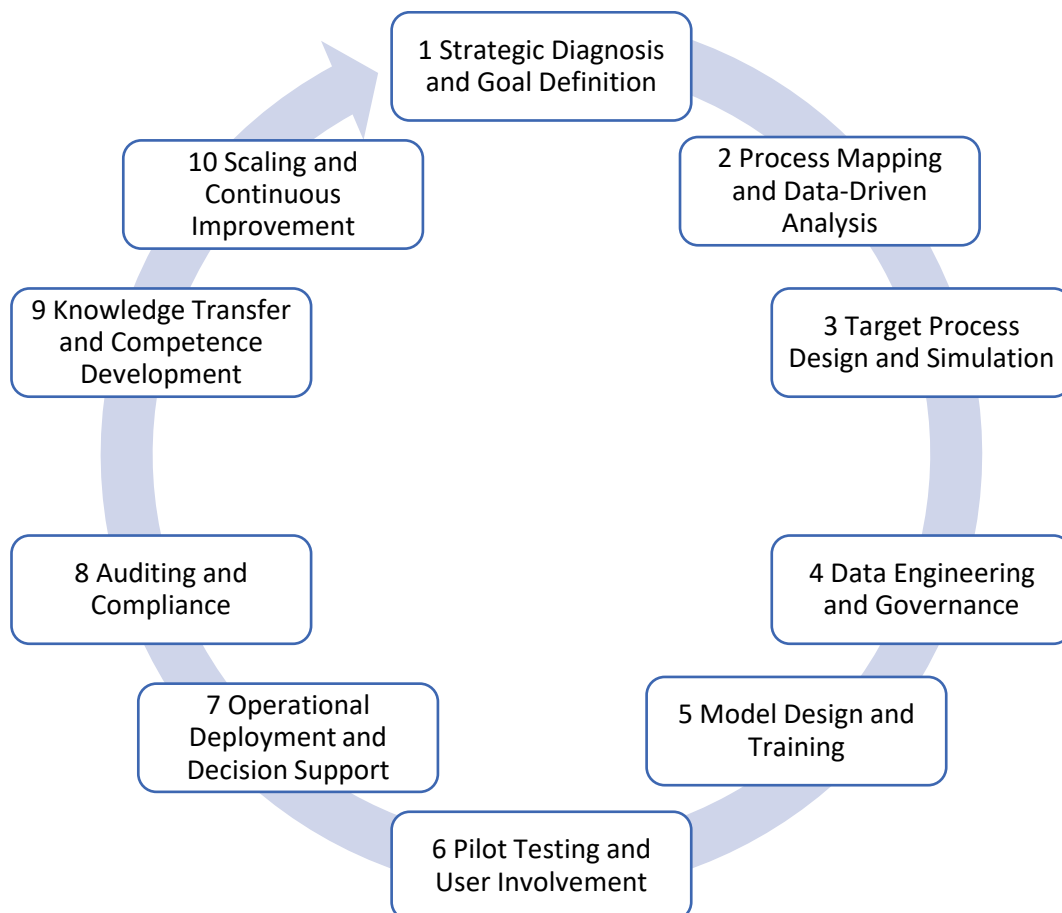 1 Strategic Diagnosis
and Goal Definition
2 Process Mapping
and Data-Driven
Analysis
3 Target Process
Design and Simulation
4 Data Engineering
and Governance
5 Model Design and
Training
6 Pilot Testing and
User Involvement
7 Operational
Deployment and
Decision Support
8 Auditing and
Compliance
9 Knowledge Transfer
and Competence
Development
10 Scaling and
Continuous
Improvement